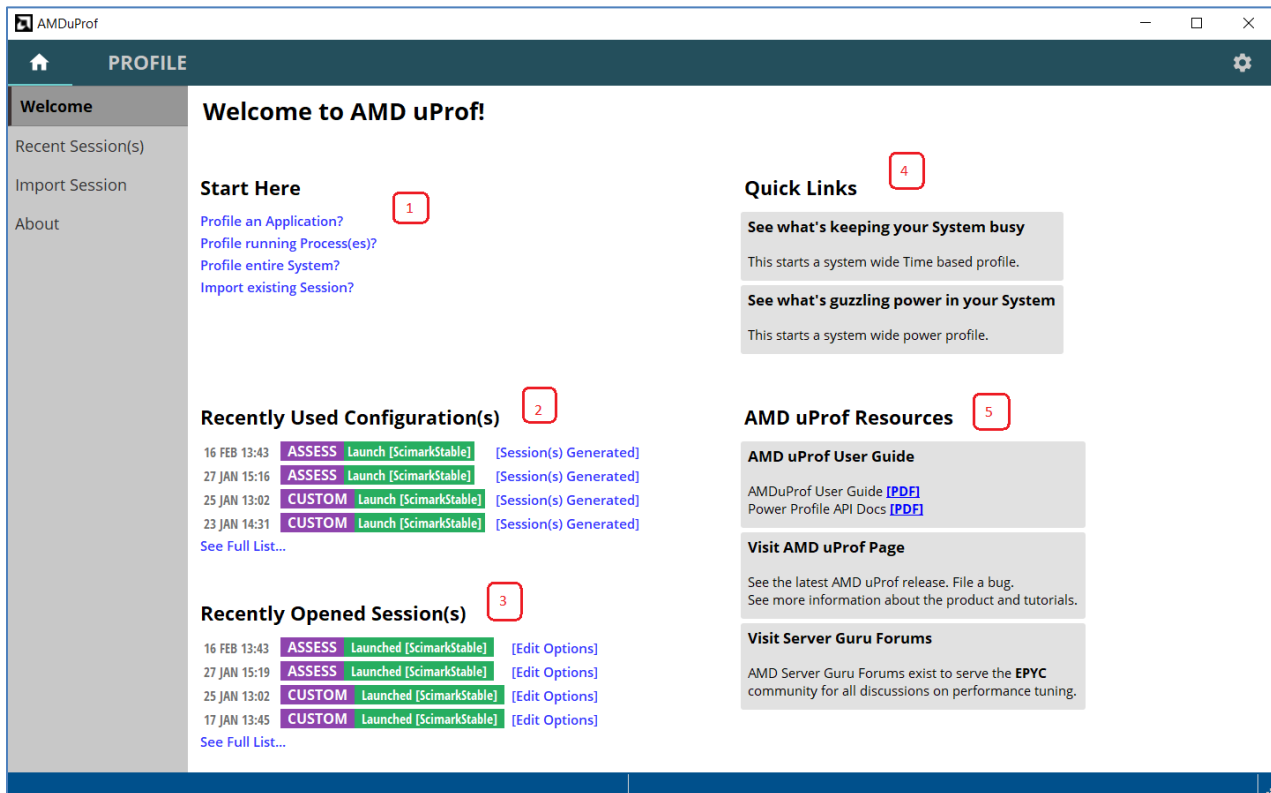 AMDuProf
PROFILE
Welcome
Recent Session(s)
Import Session
About
Welcome to AMD uProf!
Start Here
1
Profile an Application?
Profile running Process(es)?
Profile entire System?
Import existing Session?
Recently Used Configuration(s)
2
16 FEB 13:43 ASSESS Launch [ScimarkStable] [Session(s) Generated]
27 JAN 15:16 ASSESS Launch [ScimarkStable] [Session(s) Generated]
25 JAN 13:02 CUSTOM Launch [ScimarkStable] [Session(s) Generated]
23 JAN 14:31 CUSTOM Launch [ScimarkStable] [Session(s) Generated]
See Full List...
Recently Opened Session(s)
3
16 FEB 13:43 ASSESS Launched [ScimarkStable] [Edit Options]
27 JAN 15:19 ASSESS Launched [ScimarkStable] [Edit Options]
25 JAN 13:02 CUSTOM Launched [ScimarkStable] [Edit Options]
17 JAN 13:45 CUSTOM Launched [ScimarkStable] [Edit Options]
See Full List...
Quick Links
4
See what's keeping your System busy
This starts a system wide Time based profile.
See what's guzzling power in your System
This starts a system wide power profile.
AMD uProf Resources
5
AMD uProf User Guide
AMDuProf User Guide [PDF]
Power Profile API Docs [PDF]
Visit AMD uProf Page
See the latest AMD uProf release. File a bug.
See more information about the product and tutorials.
Visit Server Guru Forums
AMD Server Guru Forums exist to serve the EPYC
community for all discussions on performance tuning.